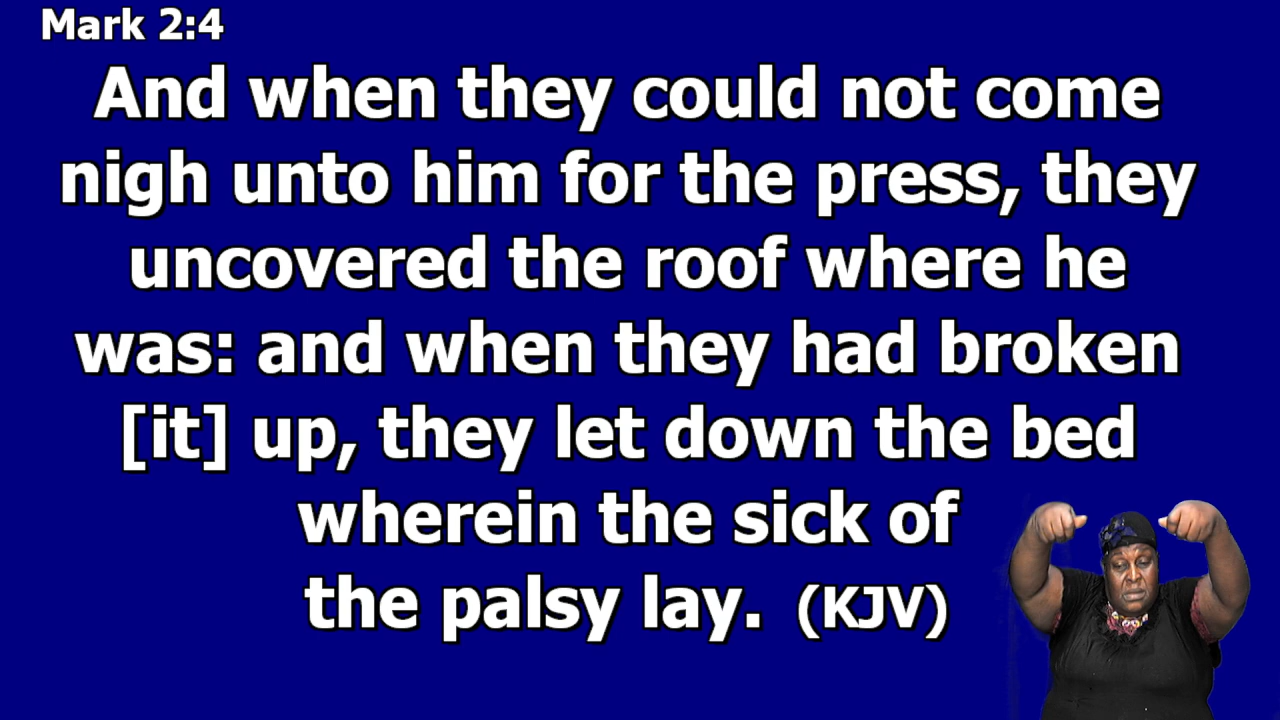 Mark 2:4
And when they could not come
nigh unto him for the press, they
uncovered the roof where he
was: and when they had broken
[it] up, they let down the bed
wherein the sick of
the palsy lay. (KJV)